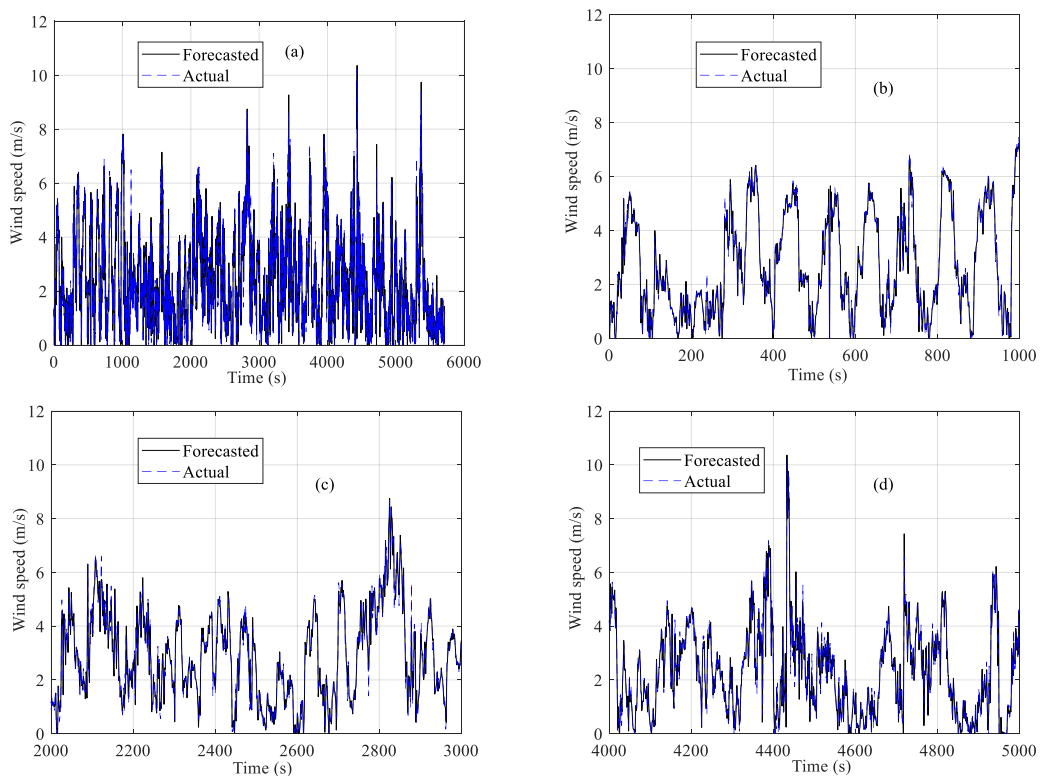 12
10
8
6
4
2
0
Wind speed (m/s)
Forecasted
Actual
(a)
0 1000 2000 3000 4000 5000 6000
Time (s)
12
10
8
6
4
2
0
Wind speed (m/s)
Forecasted
Actual
(b)
0 200 400 600 800 1000
Time (s)
12
10
8
6
4
2
0
Wind speed (m/s)
Forecasted
Actual
(c)
2000 2200 2400 2600 2800 3000
Time (s)
12
10
8
6
4
2
0
Wind speed (m/s)
Forecasted
Actual
(d)
4000 4200 4400 4600 4800 5000
Time (s)